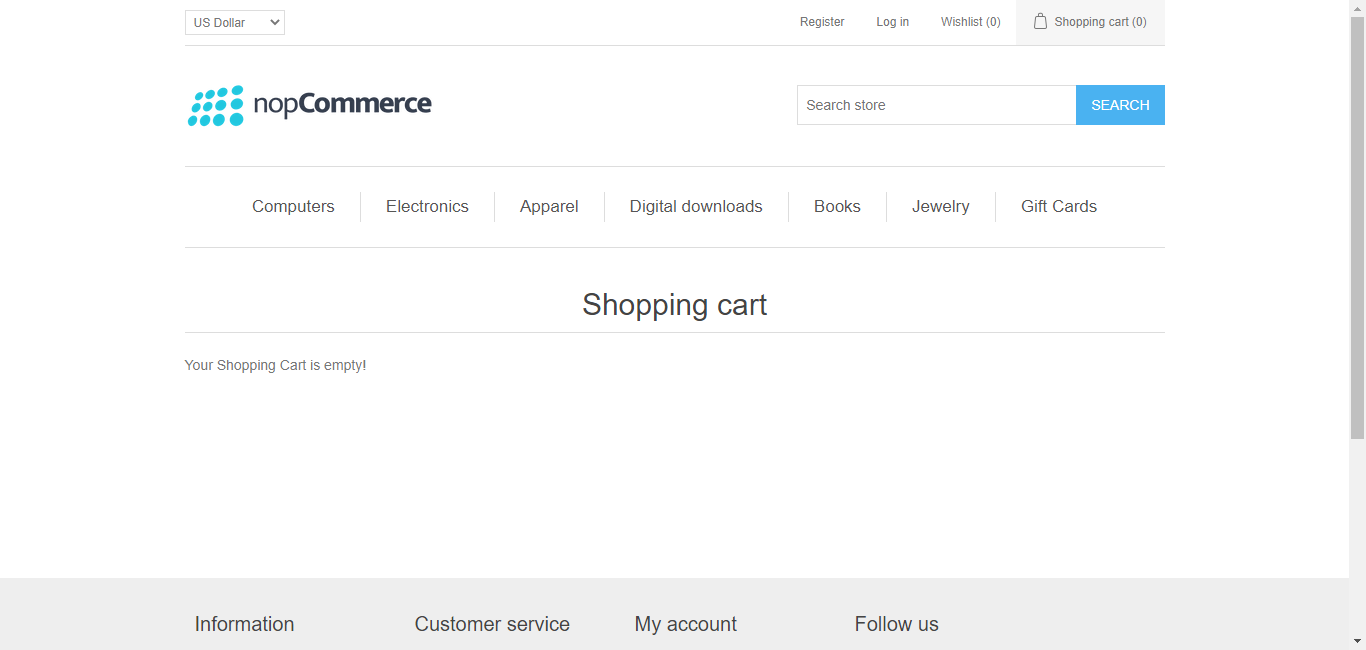 US Dollar
Register Log in Wishlist (0) Shopping cart (0)
nopCommerce
Search store SEARCH
Computers Electronics Apparel Digital downloads Books Jewelry Gift Cards
Shopping cart
Your Shopping Cart is empty!
Information Customer service My account Follow us